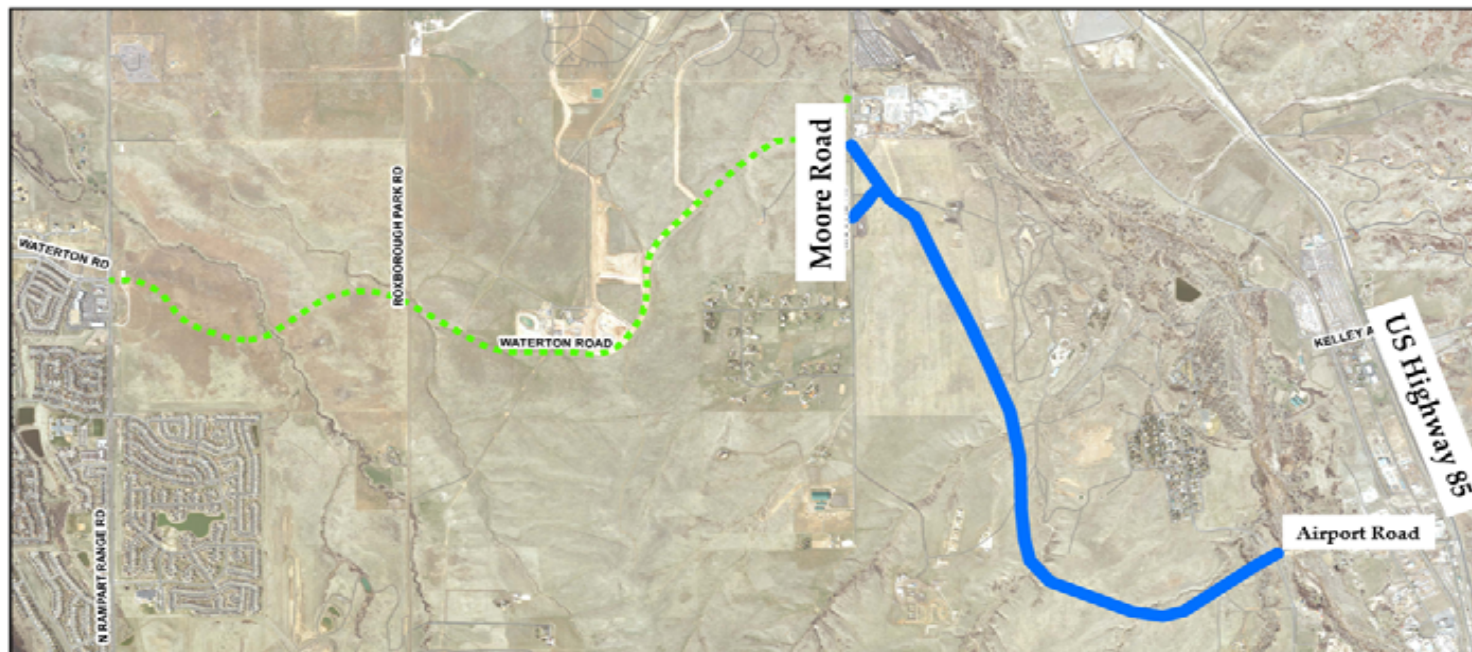 WATERTON RD
N RAMPART RANGE RD
ROXBOROUGH PARK RD
WATERTON ROAD
Moore Road
KELLEY A
US Highway 85
Airport Road